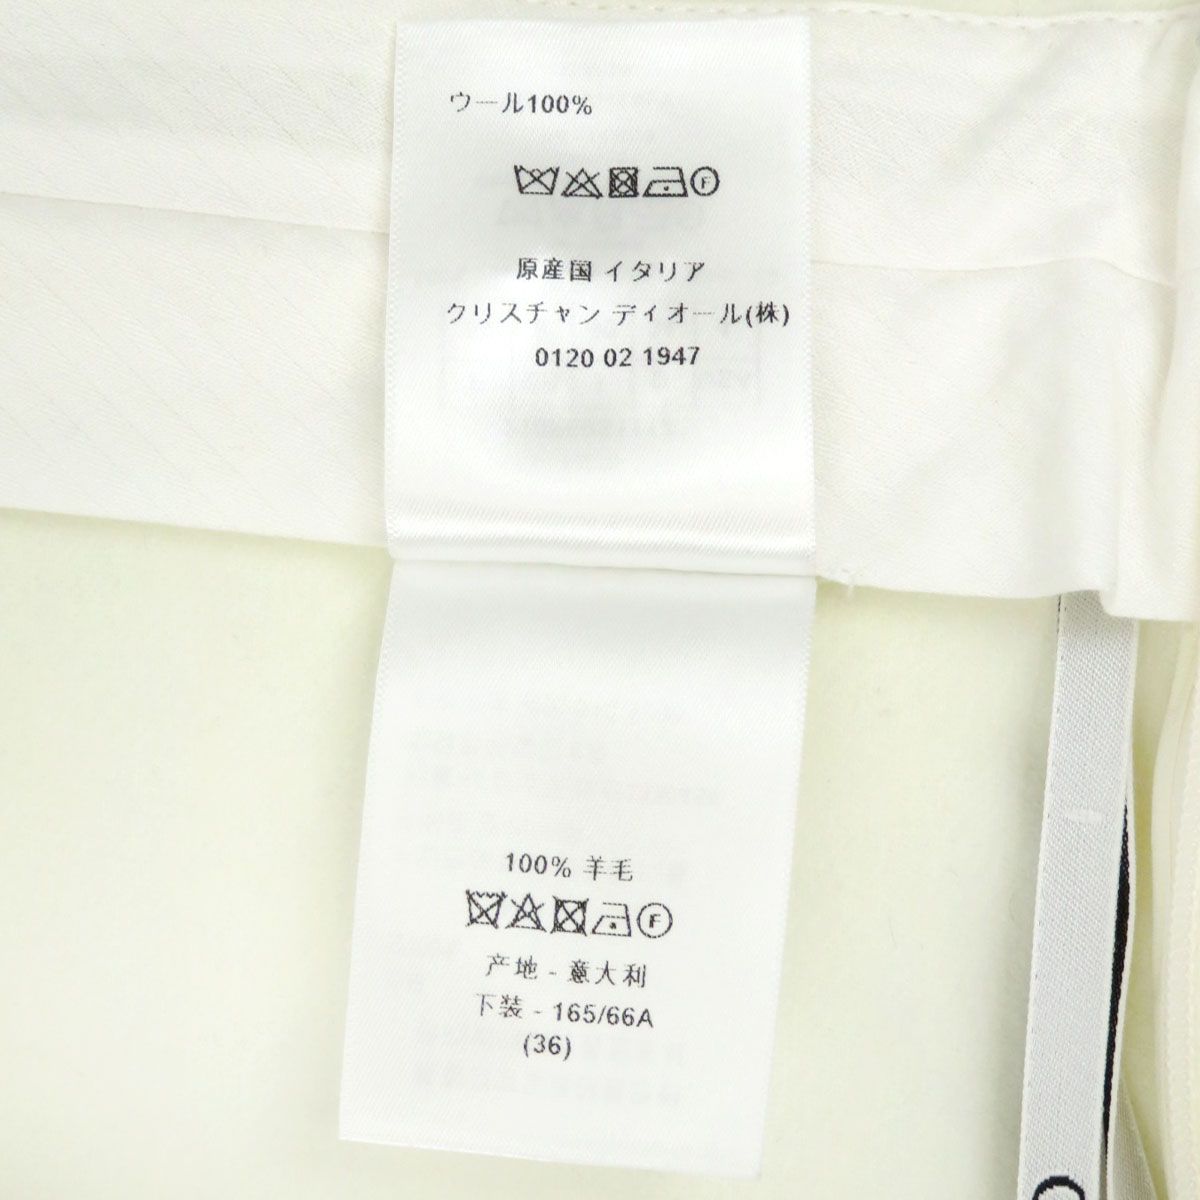 ウール100%
F
原産国 イタリア
クリスチャン ディオール(株)
0120 02 1947
100% 羊毛
F
产地 - 意大利
下装 - 165/66A
(36)